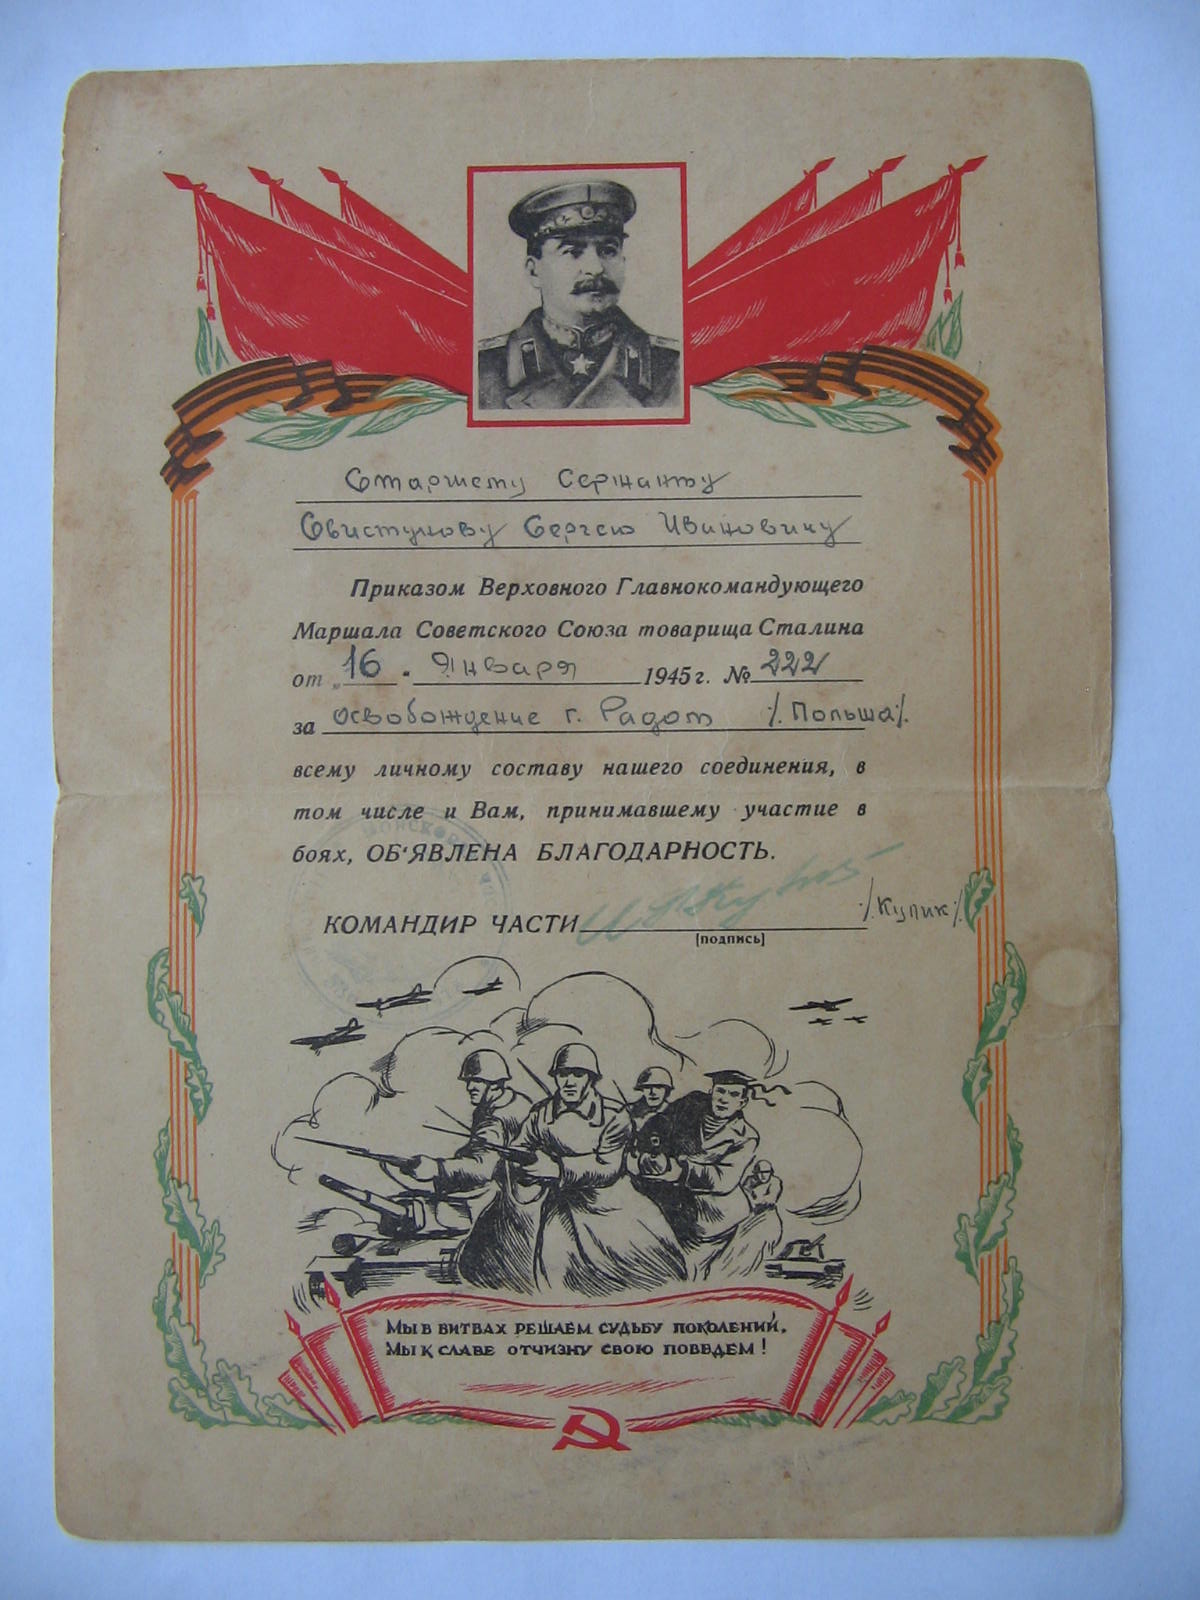 Старшему Сержанту
Свистунову Сергею Ивановичу
Приказом Верховного Главнокомандующего
Маршала Советского Союза товарища Сталина
от „16 " Января 1945 г. № 222
за освобождение г. Радом /. Польша/.
всему личному составу нашего соединения, в
том числе и Вам, принимавшему участие в
боях, ОБ'ЯВЛЕНА БЛАГОДАРНОСТЬ.
КОМАНДИР ЧАСТИ /.Кулик/.
[подпись]
МЫ В БИТВАХ РЕШАЕМ СУДЬБУ ПОКОЛЕНИЙ,
МЫ К СЛАВЕ ОТЧИЗНУ СВОЮ ПОВЕДЕМ!